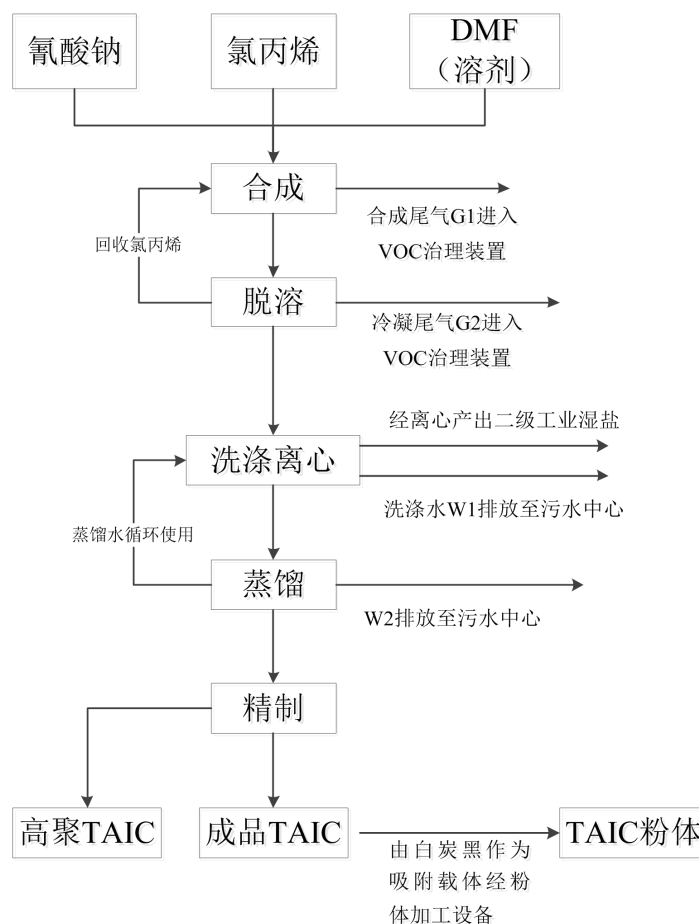 氰酸钠
氯丙烯
DMF
（溶剂）
合成
合成尾气G1进入
VOC治理装置
回收氯丙烯
脱溶
冷凝尾气G2进入
VOC治理装置
经离心产出二级工业湿盐
洗涤离心
洗涤水W1排放至污水中心
蒸馏水循环使用
蒸馏
W2排放至污水中心
精制
高聚TAIC
成品TAIC
TAIC粉体
由白炭黑作为
吸附载体经粉
体加工设备